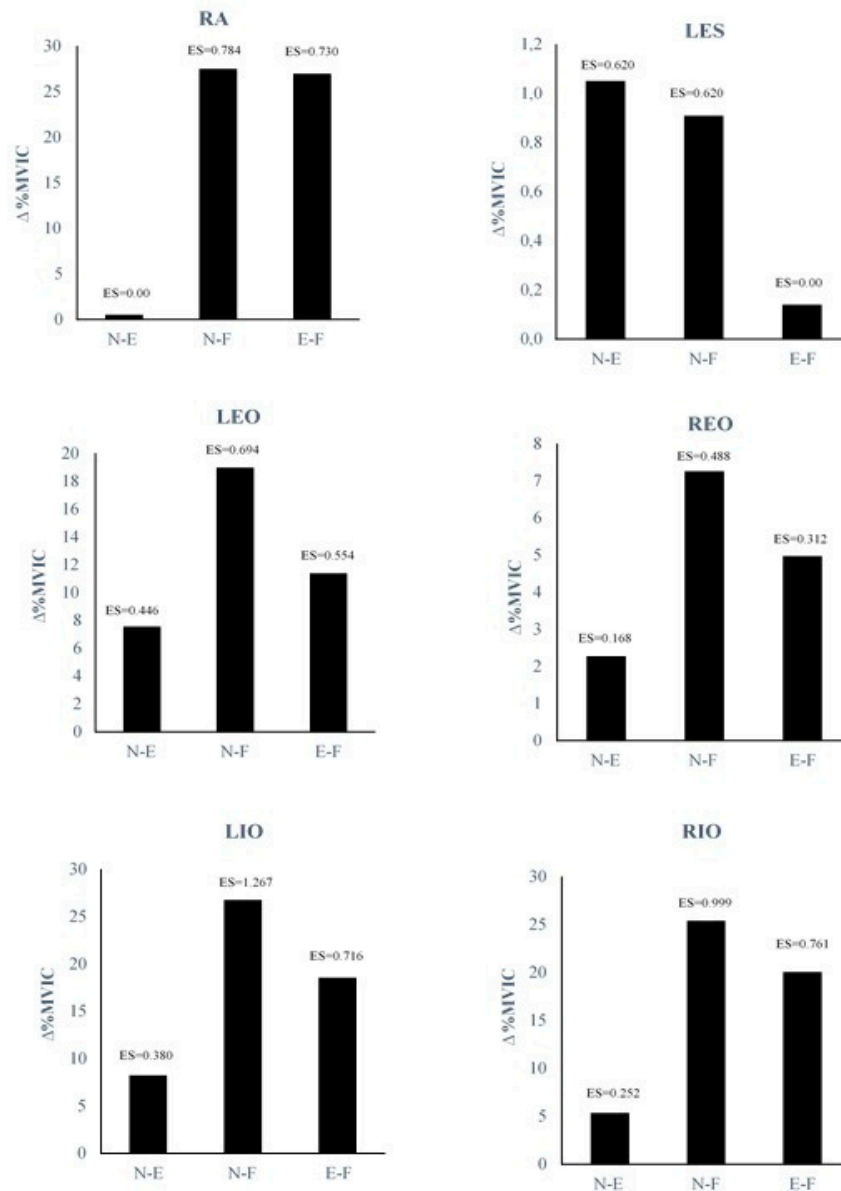 RA
30
25
20
15
10
5
0
Δ%MVIC
ES=0.00
ES=0.784
ES=0.730
N-E
N-F
E-F
LES
1,2
1,0
0,8
0,6
0,4
0,2
0,0
Δ%MVIC
ES=0.620
ES=0.620
ES=0.00
N-E
N-F
E-F
LEO
20
18
16
14
12
10
8
6
4
2
0
Δ%MVIC
ES=0.446
ES=0.694
ES=0.554
N-E
N-F
E-F
REO
8
7
6
5
4
3
2
1
0
Δ%MVIC
ES=0.168
ES=0.488
ES=0.312
N-E
N-F
E-F
LIO
30
25
20
15
10
5
0
Δ%MVIC
ES=0.380
ES=1.267
ES=0.716
N-E
N-F
E-F
RIO
30
25
20
15
10
5
0
Δ%MVIC
ES=0.252
ES=0.999
ES=0.761
N-E
N-F
E-F